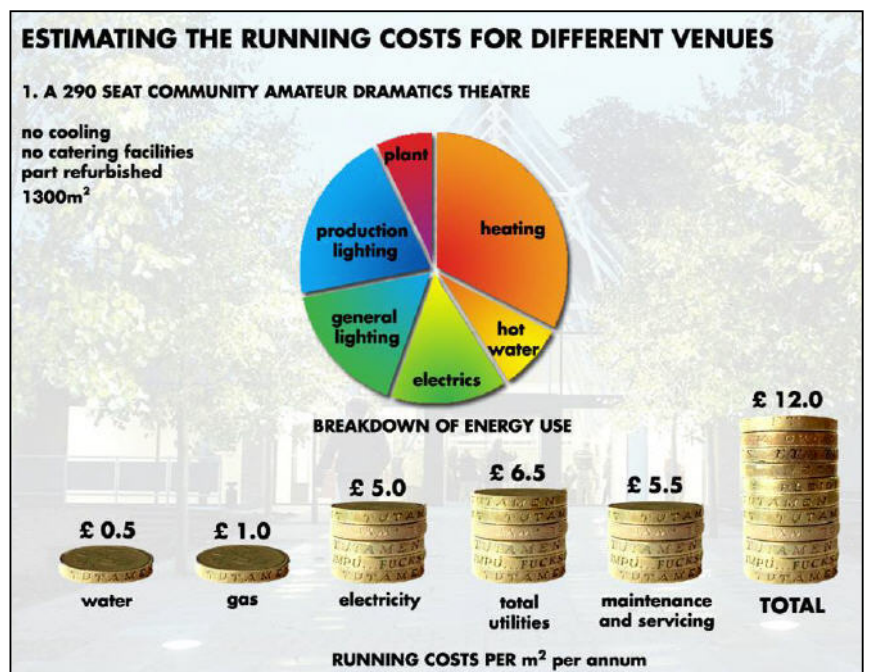 ESTIMATING THE RUNNING COSTS FOR DIFFERENT VENUES
1. A 290 SEAT COMMUNITY AMATEUR DRAMATICS THEATRE
no cooling
no catering facilities
part refurbished
1300m²
plant
heating
production
lighting
general
lighting
hot
water
electrics
BREAKDOWN OF ENERGY USE
£ 0.5
£ 1.0
£ 5.0
£ 6.5
£ 5.5
£ 12.0
water
gas
electricity
total
utilities
maintenance
and servicing
TOTAL
RUNNING COSTS PER m² per annum